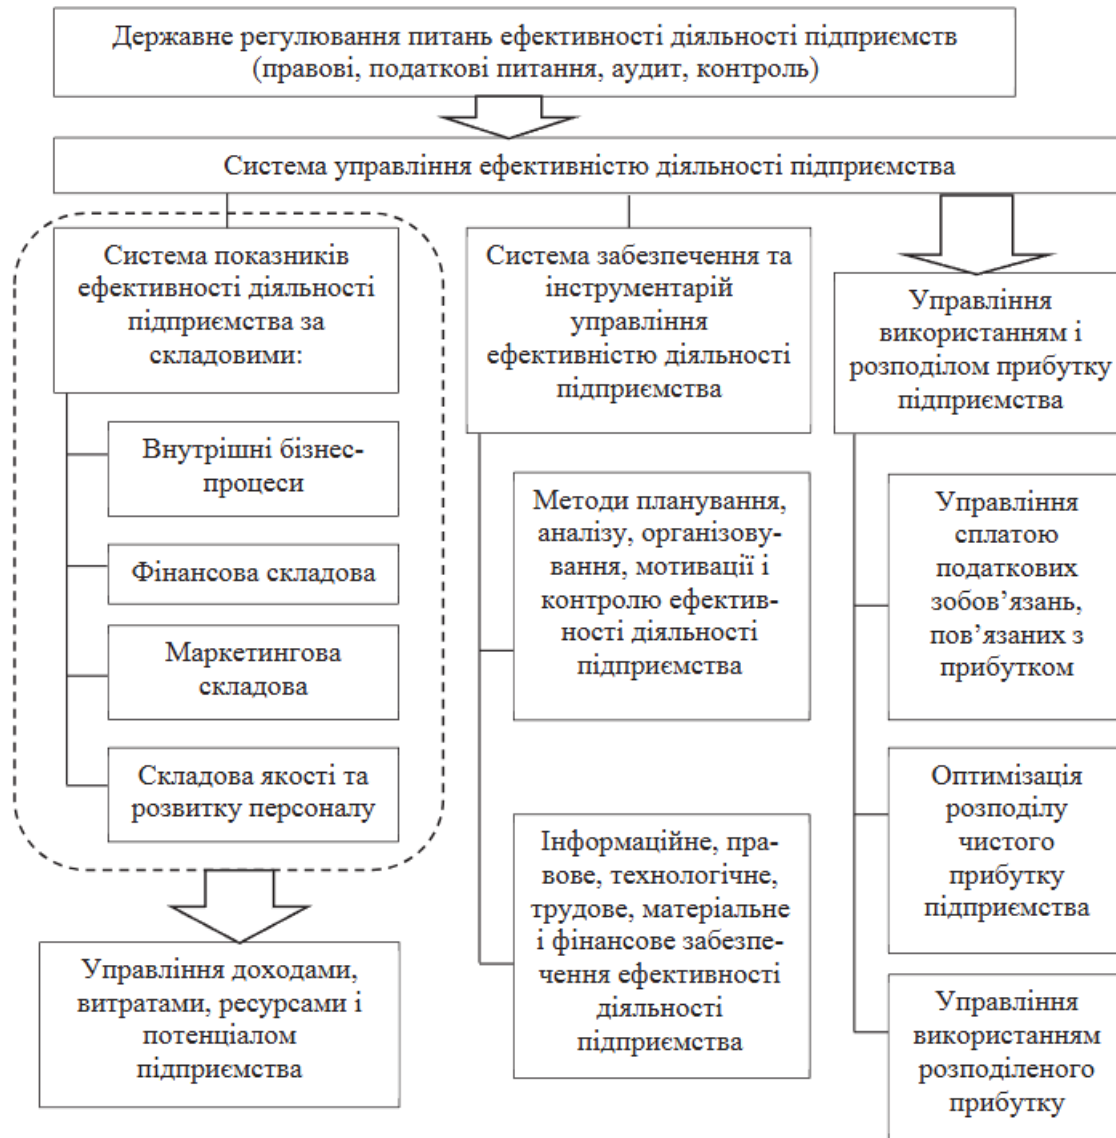 Державне регулювання питань ефективності діяльності підприємств
(правові, податкові питання, аудит, контроль)
Система управління ефективністю діяльності підприємства
Система показників
ефективності діяльності
підприємства за
складовими:
Внутрішні бізнес-
процеси
Фінансова складова
Маркетингова
складова
Складова якості та
розвитку персоналу
Управління доходами,
витратами, ресурсами і
потенціалом
підприємства
Система забезпечення та
інструментарій
управління
ефективністю діяльності
підприємства
Методи планування,
аналізу, організову-
вання, мотивації і
контролю ефектив-
ності діяльності
підприємства
Інформаційне, пра-
вове, технологічне,
трудове, матеріальне
і фінансове забезпе-
чення ефективності
діяльності
підприємства
Управління
використанням і
розподілом прибутку
підприємства
Управління
сплатою
податкових
зобов’язань,
пов’язаних з
прибутком
Оптимізація
розподілу
чистого
прибутку
підприємства
Управління
використанням
розподіленого
прибутку